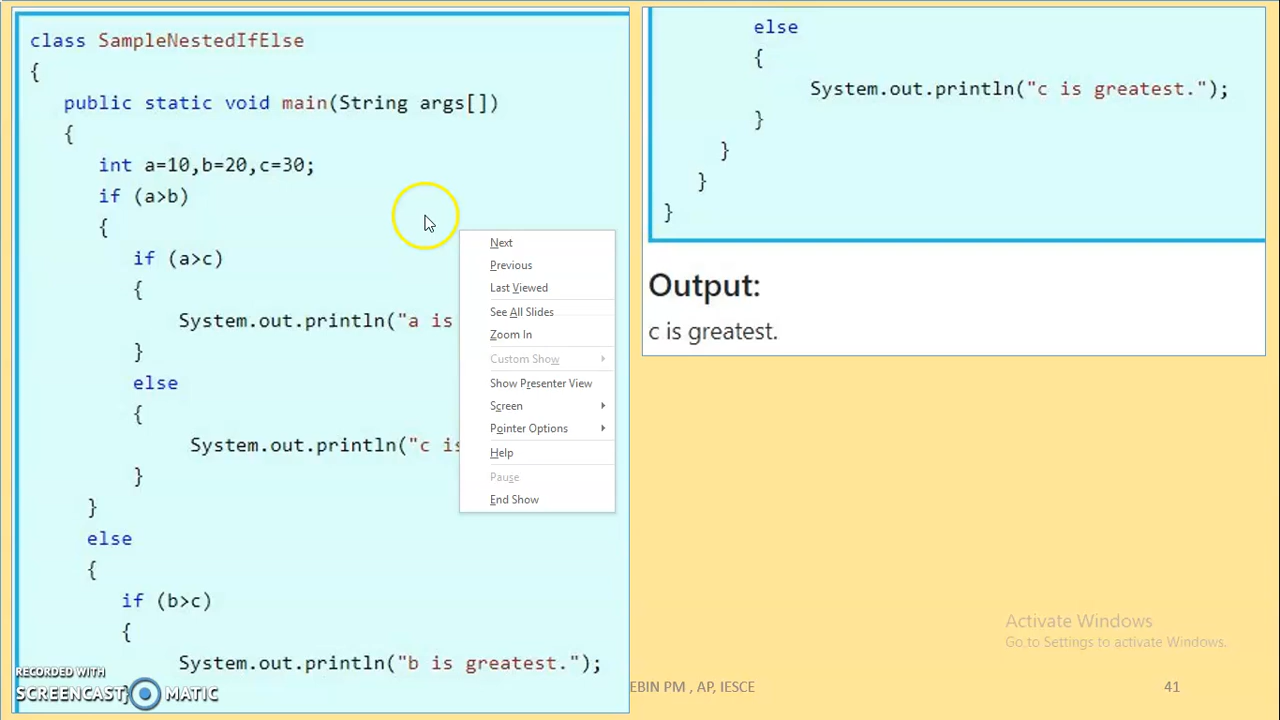 class SampleNestedIfElse
{
public static void main(String args[])
{
int a=10,b=20,c=30;
if (a>b)
{
if (a>c)
{
System.out.println("a is
}
else
{
System.out.println("c is
}
}
else
{
if (b>c)
{
System.out.println("b is greatest.");
}
else
{
System.out.println("c is greatest.");
}
}
}
}
Output:
c is greatest.
Next
Previous
Last Viewed
See All Slides
Zoom In
Custom Show
Show Presenter View
Screen
Pointer Options
Help
Pause
End Show
Activate Windows
Go to Settings to activate Windows.
RECORDED WITH
SCREENCAST MATIC
EBIN PM , AP, IESCE
41